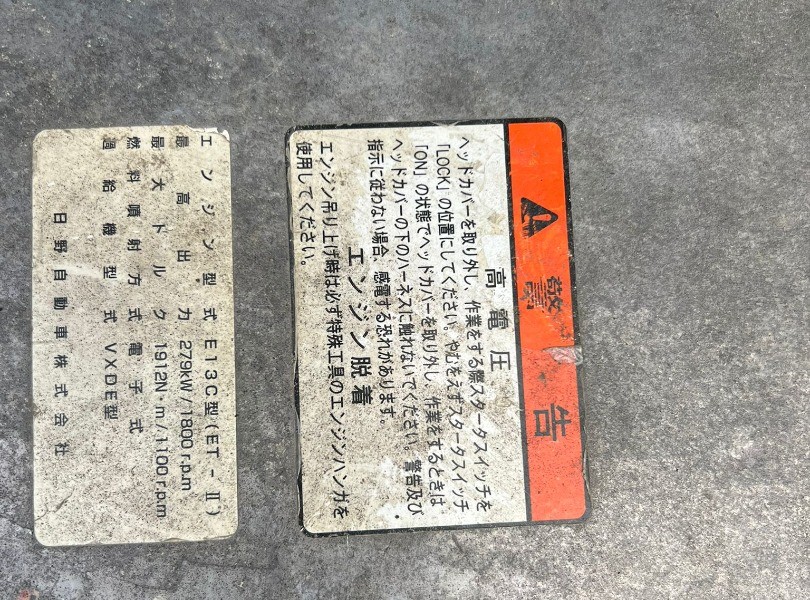 警告
高電圧
ヘッドカバーを取り外し、作業をする際スタータスイッチを
「LOCK」の位置にしてください。やむをえずスタータスイッチ
「ON」の状態でヘッドカバーを取り外し、作業をするときは
ヘッドカバーの下のハーネスに触れないでください。警告及び
指示に従わない場合、感電する恐れがあります。
エンジン脱着
エンジン吊り上げ時は必ず特殊工具のエンジンハンガを
使用してください。
エンジン型式 E13C型(ET-Ⅱ)
最高出力 279kW/1800r.p.m
最大トルク 1912N・m/1100r.p.m
燃料噴射方式 電子式
過給機型式 VXDE型
日野自動車株式会社